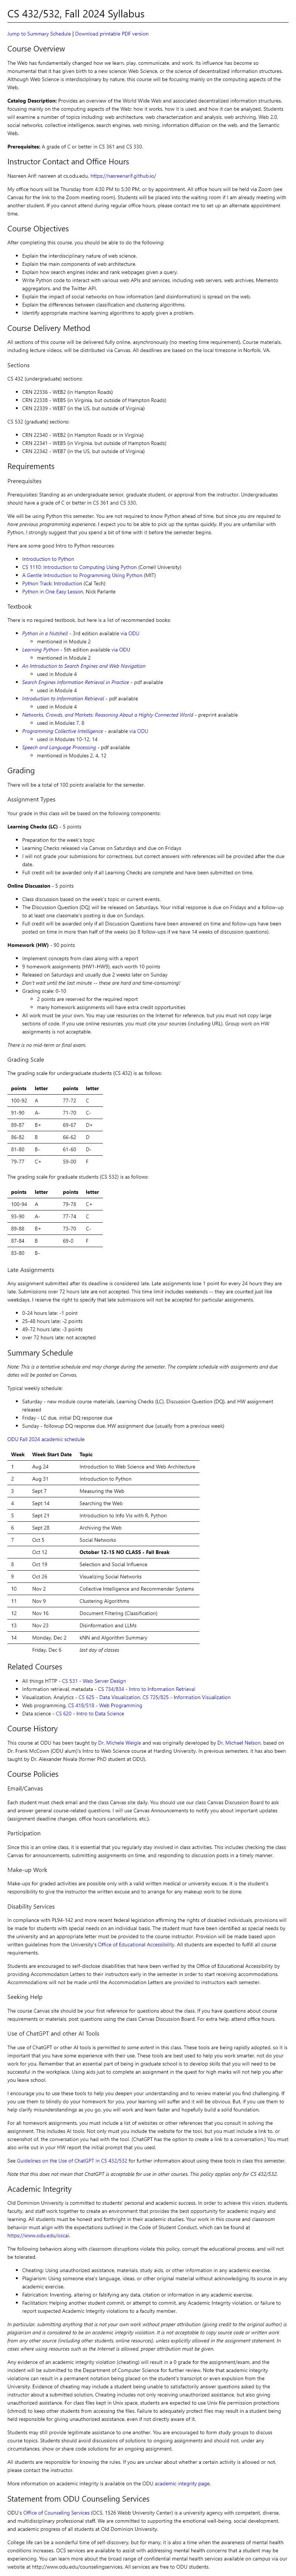 CS 432/532, Fall 2024 Syllabus
Jump to Summary Schedule | Download printable PDF version
Course Overview
The Web has fundamentally changed how we learn, play, communicate, and work. Its influence has become so
monumental that it has given birth to a new science: Web Science, or the science of decentralized information structures.
Although Web Science is interdisciplinary by nature, this course will be focusing mainly on the computing aspects of the
Web.
Catalog Description: Provides an overview of the World Wide Web and associated decentralized information structures,
focusing mainly on the computing aspects of the Web: how it works, how it is used, and how it can be analyzed. Students
will examine a number of topics including: web architecture, web characterization and analysis, web archiving, Web 2.0,
social networks, collective intelligence, search engines, web mining, information diffusion on the web, and the Semantic
Web.
Prerequisites: A grade of C or better in CS 361 and CS 330.
Instructor Contact and Office Hours
Nasreen Arif: nasreen at cs.odu.edu, https://nasreenarif.github.io/
My office hours will be Thursday from 4:30 PM to 5:30 PM; or by appointment. All office hours will be held via Zoom (see
Canvas for the link to the Zoom meeting room). Students will be placed into the waiting room if I am already meeting with
another student. If you cannot attend during regular office hours, please contact me to set up an alternate appointment
time.
Course Objectives
After completing this course, you should be able to do the following:
• Explain the interdisciplinary nature of web science.
• Explain the main components of web architecture.
• Explain how search engines index and rank webpages given a query.
• Write Python code to interact with various web APIs and services, including web servers, web archives, Memento
aggregators, and the Twitter API.
• Explain the impact of social networks on how information (and disinformation) is spread on the web.
• Explain the differences between classification and clustering algorithms.
• Identify appropriate machine learning algorithms to apply given a problem.
Course Delivery Method
All sections of this course will be delivered fully online, asynchronously (no meeting time requirement). Course materials,
including lecture videos, will be distributed via Canvas. All deadlines are based on the local timezone in Norfolk, VA.
Sections
CS 432 (undergraduate) sections:
• CRN 22336 - WEB2 (in Hampton Roads)
• CRN 22338 - WEB5 (in Virginia, but outside of Hampton Roads)
• CRN 22339 - WEB7 (in the US, but outside of Virginia)
CS 532 (graduate) sections:
• CRN 22340 - WEB2 (in Hampton Roads or in Virginia)
• CRN 22341 - WEB5 (in Virginia, but outside of Hampton Roads)
• CRN 22342 - WEB7 (in the US, but outside of Virginia)
Requirements
Prerequisites
Prerequisites: Standing as an undergraduate senior, graduate student, or approval from the instructor. Undergraduates
should have a grade of C or better in CS 361 and CS 330.
We will be using Python this semester. You are not required to know Python ahead of time, but since you are required to
have previous programming experience, I expect you to be able to pick up the syntax quickly. If you are unfamiliar with
Python, I strongly suggest that you spend a bit of time with it before the semester begins.
Here are some good Intro to Python resources:
• Introduction to Python
• CS 1110: Introduction to Computing Using Python (Cornell University)
• A Gentle Introduction to Programming Using Python (MIT)
• Python Track: Introduction (Cal Tech)
• Python in One Easy Lesson, Nick Parlante
Textbook
There is no required textbook, but here is a list of recommended books:
• Python in a Nutshell - 3rd edition available via ODU
◦ mentioned in Module 2
• Learning Python - 5th edition available via ODU
◦ mentioned in Module 2
• An Introduction to Search Engines and Web Navigation
◦ used in Module 4
• Search Engines Information Retrieval in Practice - pdf available
◦ used in Module 4
• Introduction to Information Retrieval - pdf available
◦ used in Module 4
• Networks, Crowds, and Markets: Reasoning About a Highly Connected World - preprint available
◦ used in Modules 7, 8
• Programming Collective Intelligence - available via ODU
◦ used in Modules 10-12, 14
• Speech and Language Processing - pdf available
◦ mentioned in Modules 2, 4, 12
Grading
There will be a total of 100 points available for the semester.
Assignment Types
Your grade in this class will be based on the following components:
Learning Checks (LC) - 5 points
• Preparation for the week's topic
• Learning Checks released via Canvas on Saturdays and due on Fridays
• I will not grade your submissions for correctness, but correct answers with references will be provided after the due
date.
• Full credit will be awarded only if all Learning Checks are complete and have been submitted on time.
Online Discussion - 5 points
• Class discussion based on the week's topic or current events.
• The Discussion Question (DQ) will be released on Saturdays. Your initial response is due on Fridays and a follow-up
to at least one classmate's posting is due on Sundays.
• Full credit will be awarded only if all Discussion Questions have been answered on time and follow-ups have been
posted on time in more than half of the weeks (so 8 follow-ups if we have 14 weeks of discussion questions).
Homework (HW) - 90 points
• Implement concepts from class along with a report
• 9 homework assignments (HW1-HW9), each worth 10 points
• Released on Saturday and usually due 2 weeks later on Sunday
• Don't wait until the last minute -- these are hard and time-consuming!
• Grading scale: 0-10
◦ 2 points are reserved for the required report
◦ many homework assignments will have extra credit opportunities
• All work must be your own. You may use resources on the Internet for reference, but you must not copy large
sections of code. If you use online resources, you must cite your sources (including URL). Group work on HW
assignments is not acceptable.
There is no mid-term or final exam.
Grading Scale
The grading scale for undergraduate students (CS 432) is as follows:
points letter points letter
100-92 A 77-72 C
91-90 A- 71-70 C-
89-87 B+ 69-67 D+
86-82 B 66-62 D
81-80 B- 61-60 D-
79-77 C+ 59-00 F
The grading scale for graduate students (CS 532) is as follows:
points letter points letter
100-94 A 79-78 C+
93-90 A- 77-74 C
89-88 B+ 73-70 C-
87-84 B 69-0 F
83-80 B-
Late Assignments
Any assignment submitted after its deadline is considered late. Late assignments lose 1 point for every 24 hours they are
late. Submissions over 72 hours late are not accepted. This time limit includes weekends -- they are counted just like
weekdays. I reserve the right to specify that late submissions will not be accepted for particular assignments.
• 0-24 hours late: -1 point
• 25-48 hours late: -2 points
• 49-72 hours late: -3 points
• over 72 hours late: not accepted
Summary Schedule
Note: This is a tentative schedule and may change during the semester. The complete schedule with assignments and due
dates will be posted on Canvas.
Typical weekly schedule:
• Saturday - new module course materials, Learning Checks (LC), Discussion Question (DQ), and HW assignment
released
• Friday - LC due, initial DQ response due
• Sunday - followup DQ response due, HW assignment due (usually from a previous week)
ODU Fall 2024 academic schedule
Week Week Start Date Topic
1 Aug 24 Introduction to Web Science and Web Architecture
2 Aug 31 Introduction to Python
3 Sept 7 Measuring the Web
4 Sept 14 Searching the Web
5 Sept 21 Introduction to Info Vis with R, Python
6 Sept 28 Archiving the Web
7 Oct 5 Social Networks
Oct 12 October 12-15 NO CLASS - Fall Break
8 Oct 19 Selection and Social Influence
9 Oct 26 Visualizing Social Networks
10 Nov 2 Collective Intelligence and Recommender Systems
11 Nov 9 Clustering Algorithms
12 Nov 16 Document Filtering (Classification)
13 Nov 23 Disinformation and LLMs
14 Monday, Dec 2 kNN and Algorithm Summary
Friday, Dec 6 last day of classes
Related Courses
• All things HTTP - CS 531 - Web Server Design
• Information retrieval, metadata - CS 734/834 - Intro to Information Retrieval
• Visualization, Analytics - CS 625 - Data Visualization, CS 725/825 - Information Visualization
• Web programming, CS 418/518 - Web Programming
• Data science - CS 620 - Intro to Data Science
Course History
This course at ODU has been taught by Dr. Michele Weigle and was originally developed by Dr. Michael Nelson, based on
Dr. Frank McCown (ODU alum)'s Intro to Web Science course at Harding University. In previous semesters, it has also been
taught by Dr. Alexander Nwala (former PhD student at ODU).
Course Policies
Email/Canvas
Each student must check email and the class Canvas site daily. You should use our class Canvas Discussion Board to ask
and answer general course-related questions. I will use Canvas Announcements to notify you about important updates
(assignment deadline changes, office hours cancellations, etc.).
Participation
Since this is an online class, it is essential that you regularly stay involved in class activities. This includes checking the class
Canvas for announcements, submitting assignments on time, and responding to discussion posts in a timely manner.
Make-up Work
Make-ups for graded activities are possible only with a valid written medical or university excuse. It is the student's
responsibility to give the instructor the written excuse and to arrange for any makeup work to be done.
Disability Services
In compliance with PL94-142 and more recent federal legislation affirming the rights of disabled individuals, provisions will
be made for students with special needs on an individual basis. The student must have been identified as special needs by
the university and an appropriate letter must be provided to the course instructor. Provision will be made based upon
written guidelines from the University's Office of Educational Accessibility. All students are expected to fulfill all course
requirements.
Students are encouraged to self-disclose disabilities that have been verified by the Office of Educational Accessibility by
providing Accommodation Letters to their instructors early in the semester in order to start receiving accommodations.
Accommodations will not be made until the Accommodation Letters are provided to instructors each semester.
Seeking Help
The course Canvas site should be your first reference for questions about the class. If you have questions about course
requirements or materials, post questions using the class Canvas Discussion Board. For extra help, attend office hours.
Use of ChatGPT and other AI Tools
The use of ChatGPT or other AI tools is permitted to some extent in this class. These tools are being rapidly adopted, so it is
important that you have some experience with them. These tools are best used to help you work smarter, not do your
work for you. Remember that an essential part of being in graduate school is to develop skills that you will need to be
successful in the workplace. Using aids just to complete an assignment in the quest for high marks will not help you after
you leave school.
I encourage you to use these tools to help you deepen your understanding and to review material you find challenging. If
you use them to blindly do your homework for you, your learning will suffer and it will be obvious. But, if you use them to
help clarify misunderstandings as you go, you will work and learn faster and hopefully build a solid foundation.
For all homework assignments, you must include a list of websites or other references that you consult in solving the
assignment. This includes AI tools. Not only must you include the website for the tool, but you must include a link to, or
content of, the conversation you had with the tool. (ChatGPT has the option to create a link to a conversation.) You must
also write out in your HW report the initial prompt that you used.
See Guidelines on the Use of ChatGPT in CS 432/532 for further information about using these tools in class this semester.
Note that this does not mean that ChatGPT is acceptable for use in other courses. This policy applies only for CS 432/532.
Academic Integrity
Old Dominion University is committed to students' personal and academic success. In order to achieve this vision, students,
faculty, and staff work together to create an environment that provides the best opportunity for academic inquiry and
learning. All students must be honest and forthright in their academic studies. Your work in this course and classroom
behavior must align with the expectations outlined in the Code of Student Conduct, which can be found at
https://www.odu.edu/oscai.
The following behaviors along with classroom disruptions violate this policy, corrupt the educational process, and will not
be tolerated.
• Cheating: Using unauthorized assistance, materials, study aids, or other information in any academic exercise.
• Plagiarism: Using someone else's language, ideas, or other original material without acknowledging its source in any
academic exercise.
• Fabrication: Inventing, altering or falsifying any data, citation or information in any academic exercise.
• Facilitation: Helping another student commit, or attempt to commit, any Academic Integrity violation, or failure to
report suspected Academic Integrity violations to a faculty member.
In particular, submitting anything that is not your own work without proper attribution (giving credit to the original author) is
plagiarism and is considered to be an academic integrity violation. It is not acceptable to copy source code or written work
from any other source (including other students, online resources), unless explicitly allowed in the assignment statement. In
cases where using resources such as the Internet is allowed, proper attribution must be given.
Any evidence of an academic integrity violation (cheating) will result in a 0 grade for the assignment/exam, and the
incident will be submitted to the Department of Computer Science for further review. Note that academic integrity
violations can result in a permanent notation being placed on the student's transcript or even expulsion from the
University. Evidence of cheating may include a student being unable to satisfactorily answer questions asked by the
instructor about a submitted solution. Cheating includes not only receiving unauthorized assistance, but also giving
unauthorized assistance. For class files kept in Unix space, students are expected to use Unix file permission protections
(chmod) to keep other students from accessing the files. Failure to adequately protect files may result in a student being
held responsible for giving unauthorized assistance, even if not directly aware of it.
Students may still provide legitimate assistance to one another. You are encouraged to form study groups to discuss
course topics. Students should avoid discussions of solutions to ongoing assignments and should not, under any
circumstances, show or share code solutions for an ongoing assignment.
All students are responsible for knowing the rules. If you are unclear about whether a certain activity is allowed or not,
please contact the instructor.
More information on academic integrity is available on the ODU academic integrity page.
Statement from ODU Counseling Services
ODU's Office of Counseling Services (OCS, 1526 Webb University Center) is a university agency with competent, diverse,
and multidisciplinary professional staff. We are committed to supporting the emotional well-being, social development,
and academic success of all Old Dominion University.
College life can be a wonderful time of self-discovery; but for many, it is also a time when the awareness of mental health
conditions increases. OCS services are available to assist with addressing mental health concerns that you may be
experiencing. You can learn more about the broad range of confidential mental health services available on campus via our
website at http://www.odu.edu/counselingservices. All services are free to ODU students.